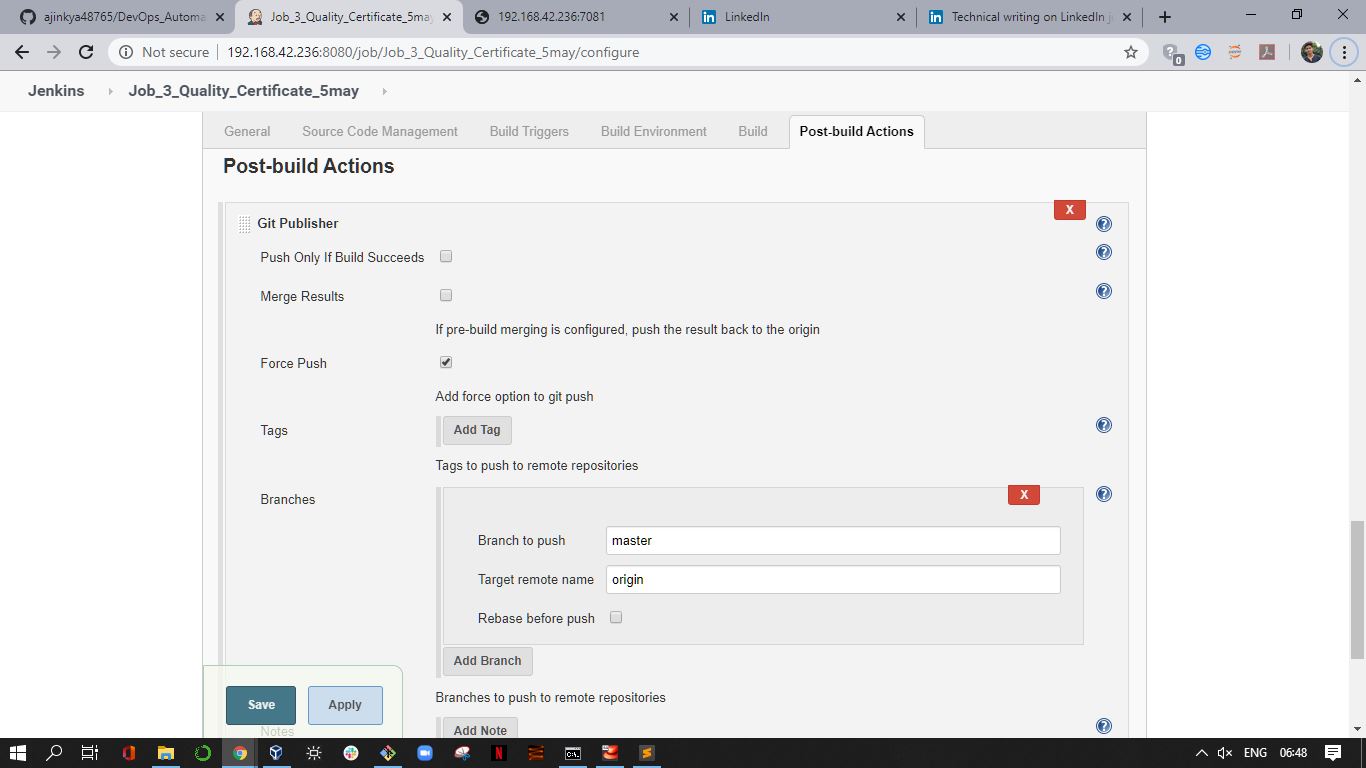 ajinkya48765/DevOps_Automa
Job_3_Quality_Certificate_5may
192.168.42.236:7081
LinkedIn
Technical writing on LinkedIn
Not secure
192.168.42.236:8080/job/Job_3_Quality_Certificate_5may/configure
0
Jenkins
Job_3_Quality_Certificate_5may
General
Source Code Management
Build Triggers
Build Environment
Build
Post-build Actions
Post-build Actions
X
Git Publisher
?
Push Only If Build Succeeds
?
Merge Results
?
If pre-build merging is configured, push the result back to the origin
Force Push
Add force option to git push
Tags
Add Tag
?
Tags to push to remote repositories
Branches
X
?
Branch to push
master
Target remote name
origin
Rebase before push
Add Branch
Save
Apply
Branches to push to remote repositories
Notes
Add Note
?
ENG
06:48